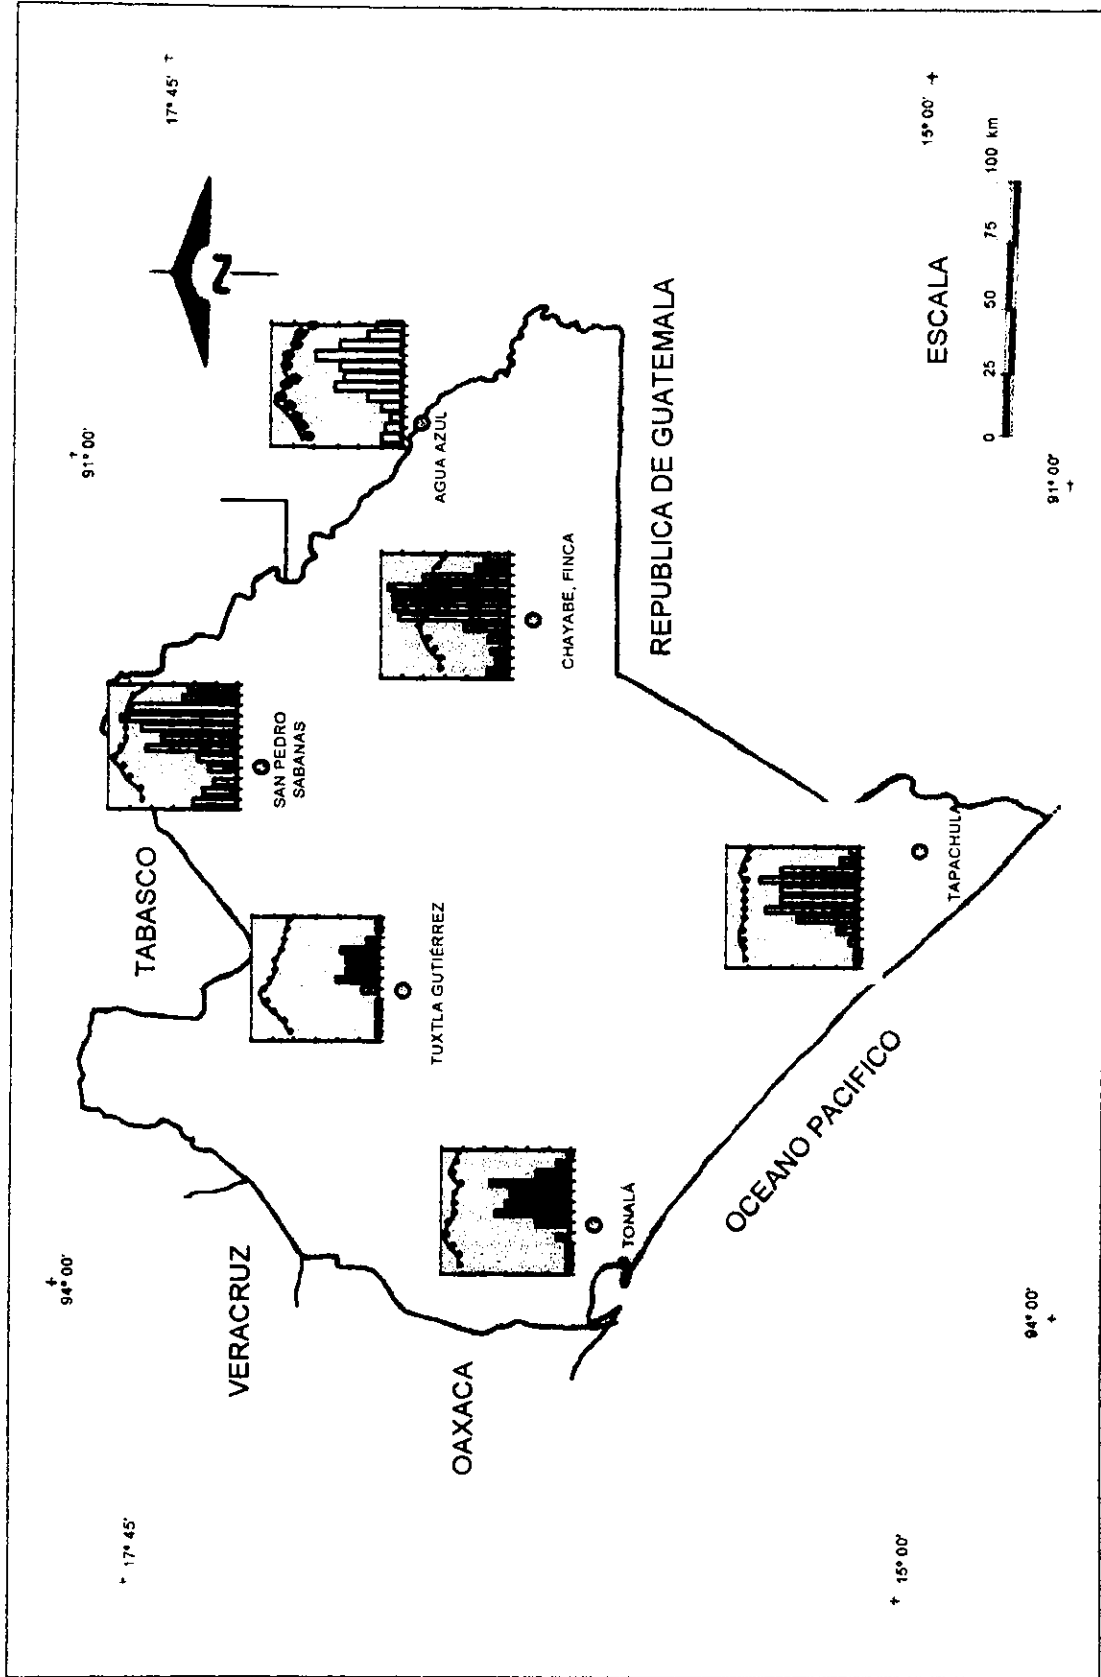 94° 00'
91° 00'
17° 45'
17° 45'
N
TABASCO
VERACRUZ
SAN PEDRO
SABANAS
TUXTLA GUTIÉRREZ
AGUA AZUL
OAXACA
CHAYABE, FINCA
TONALÁ
REPUBLICA DE GUATEMALA
OCEANO PACIFICO
TAPACHULA
15° 00'
15° 00'
ESCALA
0 25 50 75 100 km
94° 00'
91° 00'